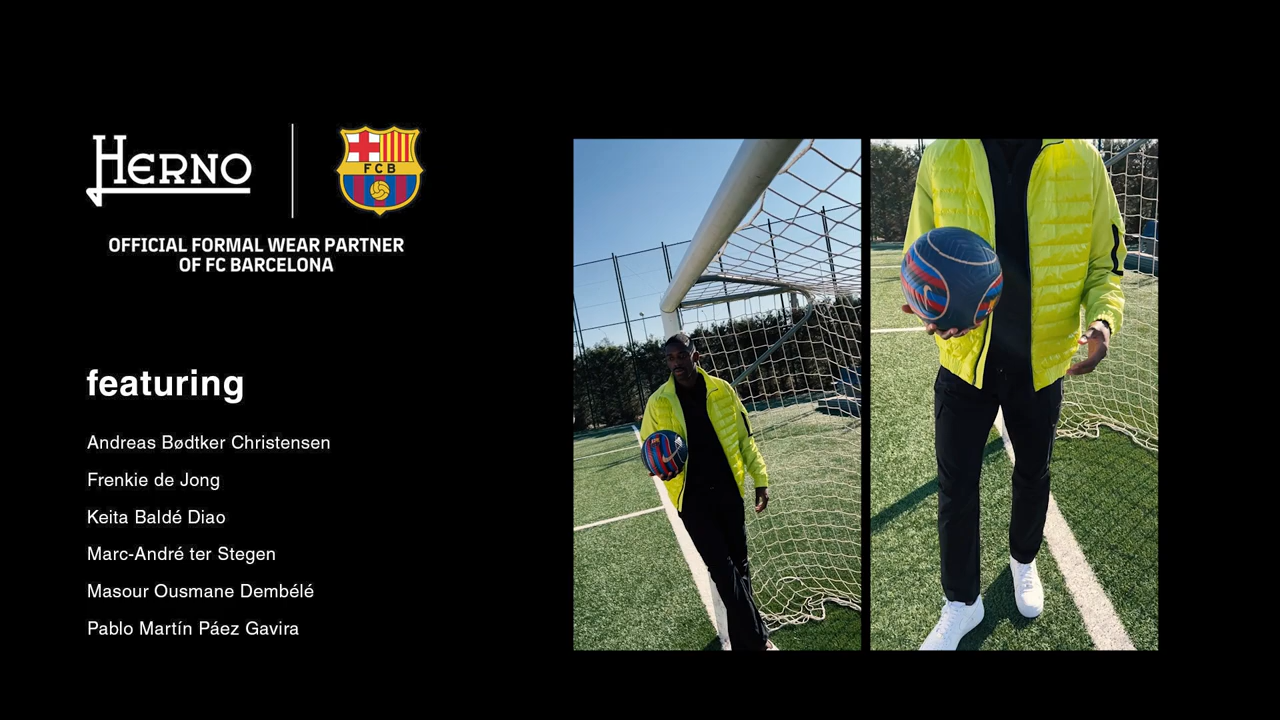 HERNO
FCB
OFFICIAL FORMAL WEAR PARTNER
OF FC BARCELONA
featuring
Andreas Bødtker Christensen
Frenkie de Jong
Keita Baldé Diao
Marc-André ter Stegen
Masour Ousmane Dembélé
Pablo Martín Páez Gavira